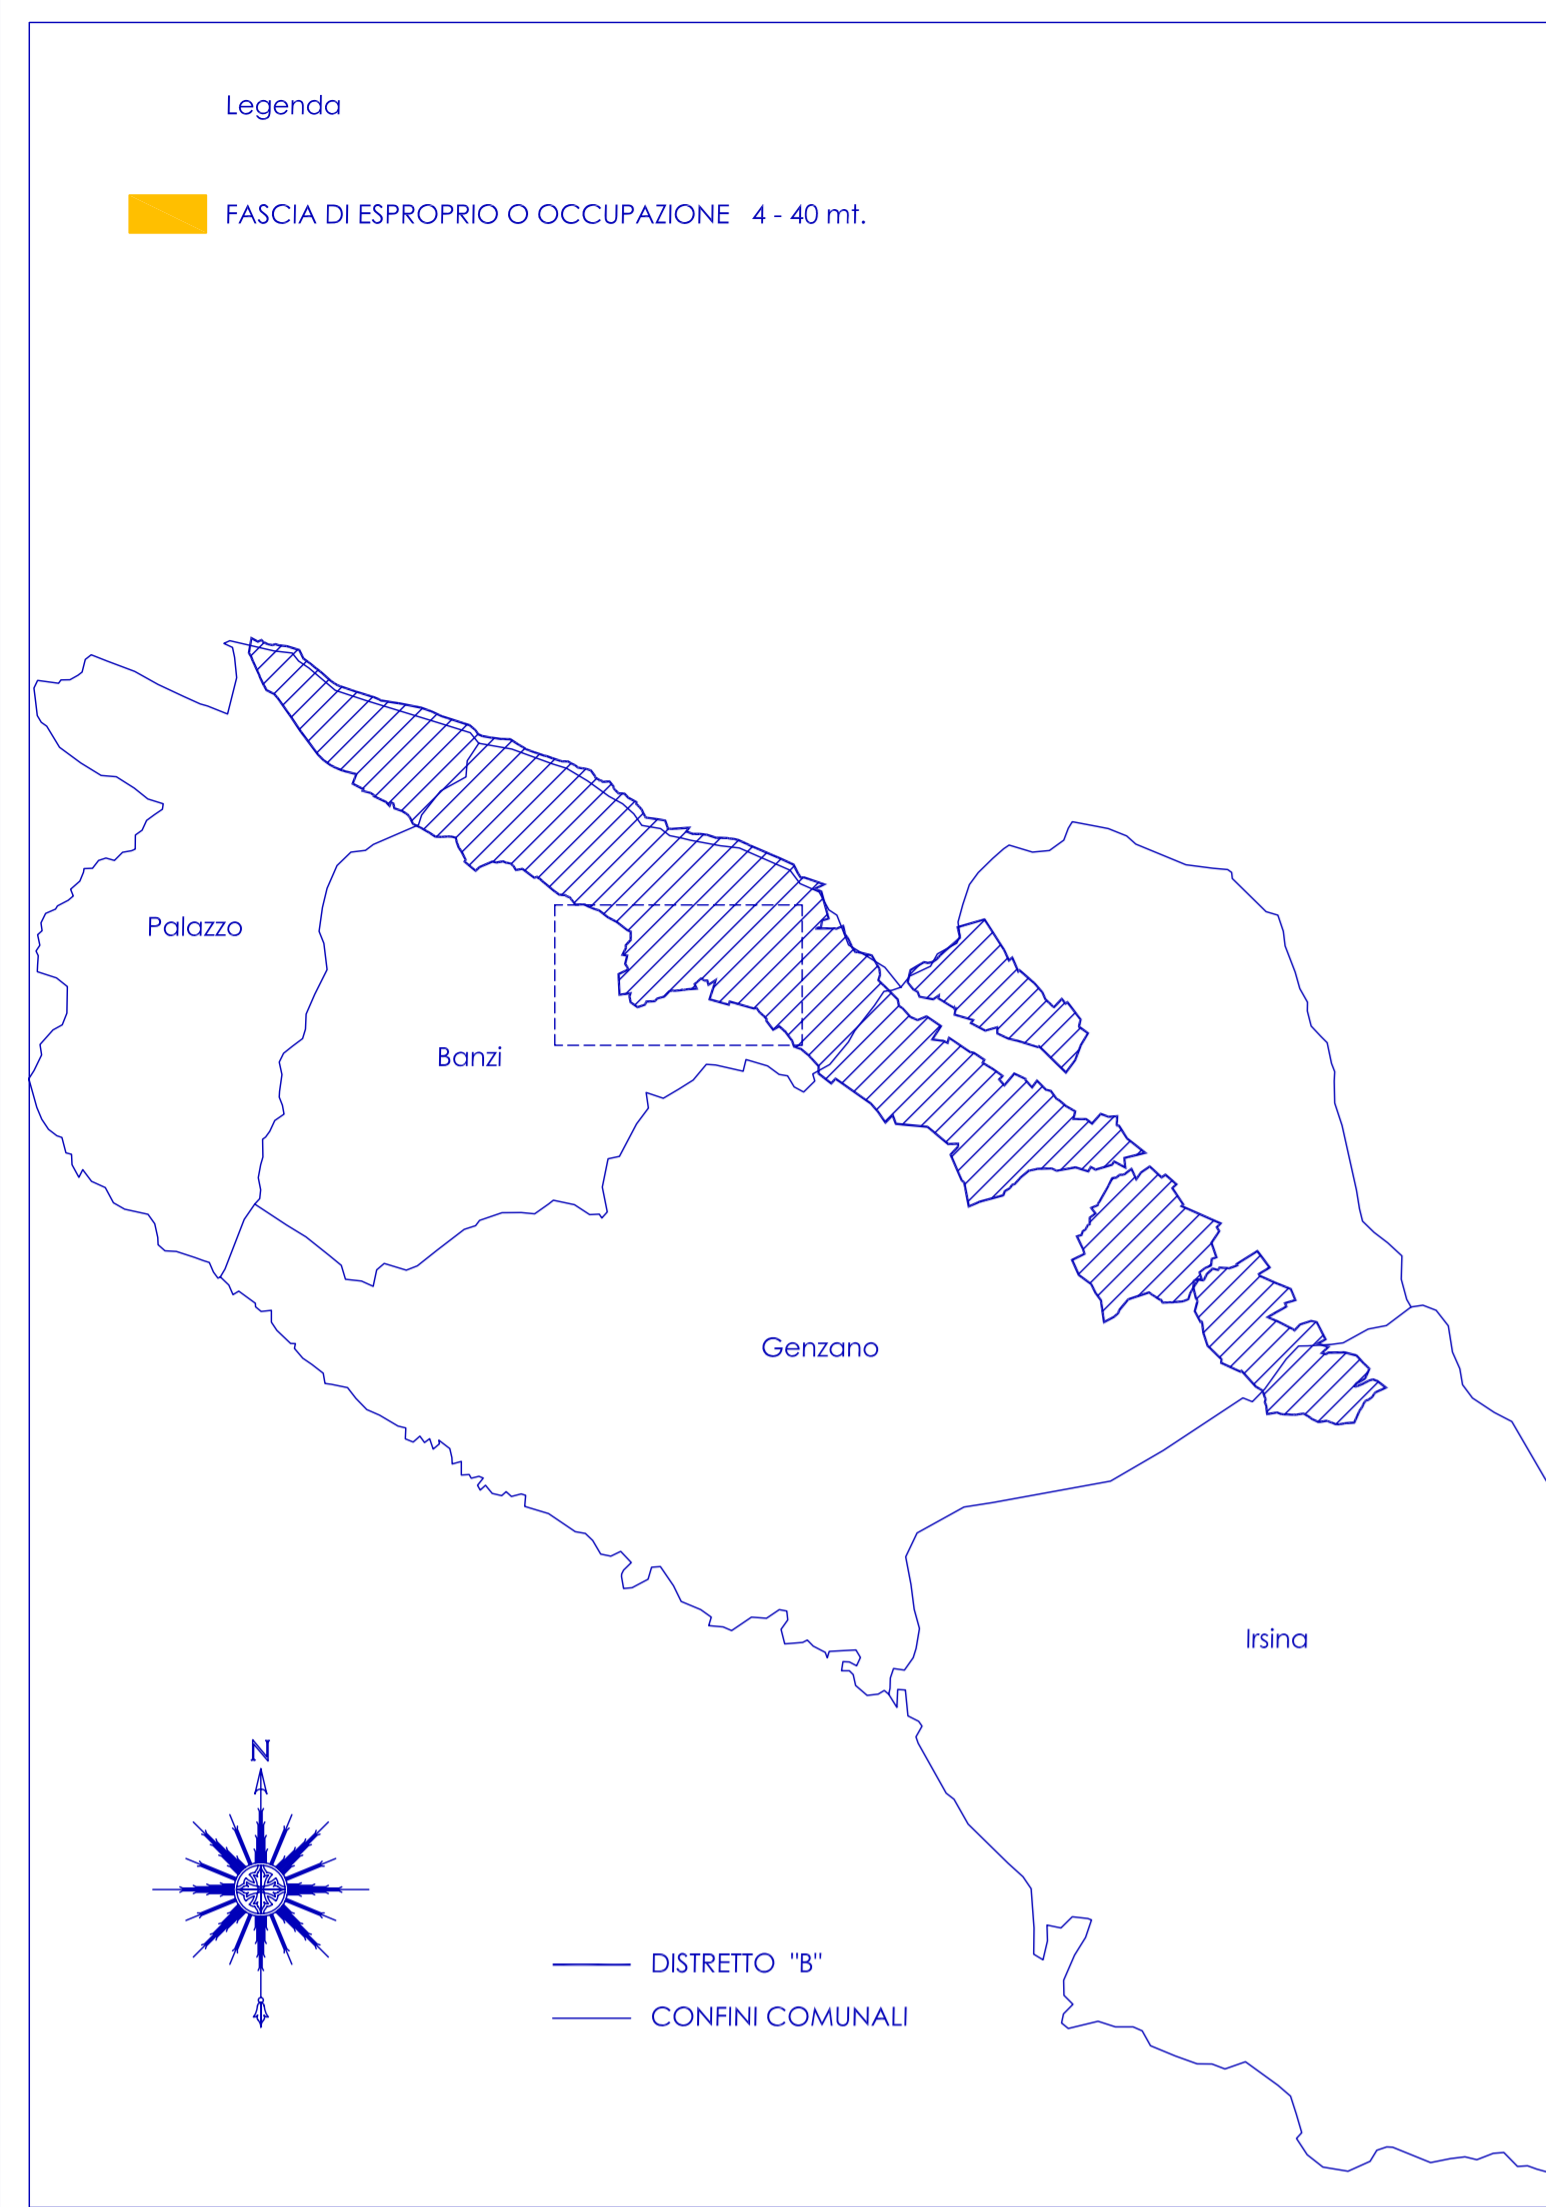 Legenda
FASCIA DI ESPROPRIO O OCCUPAZIONE 4 - 40 mt.
Palazzo
Banzi
Genzano
Irsina
N
DISTRETTO "B"
CONFINI COMUNALI